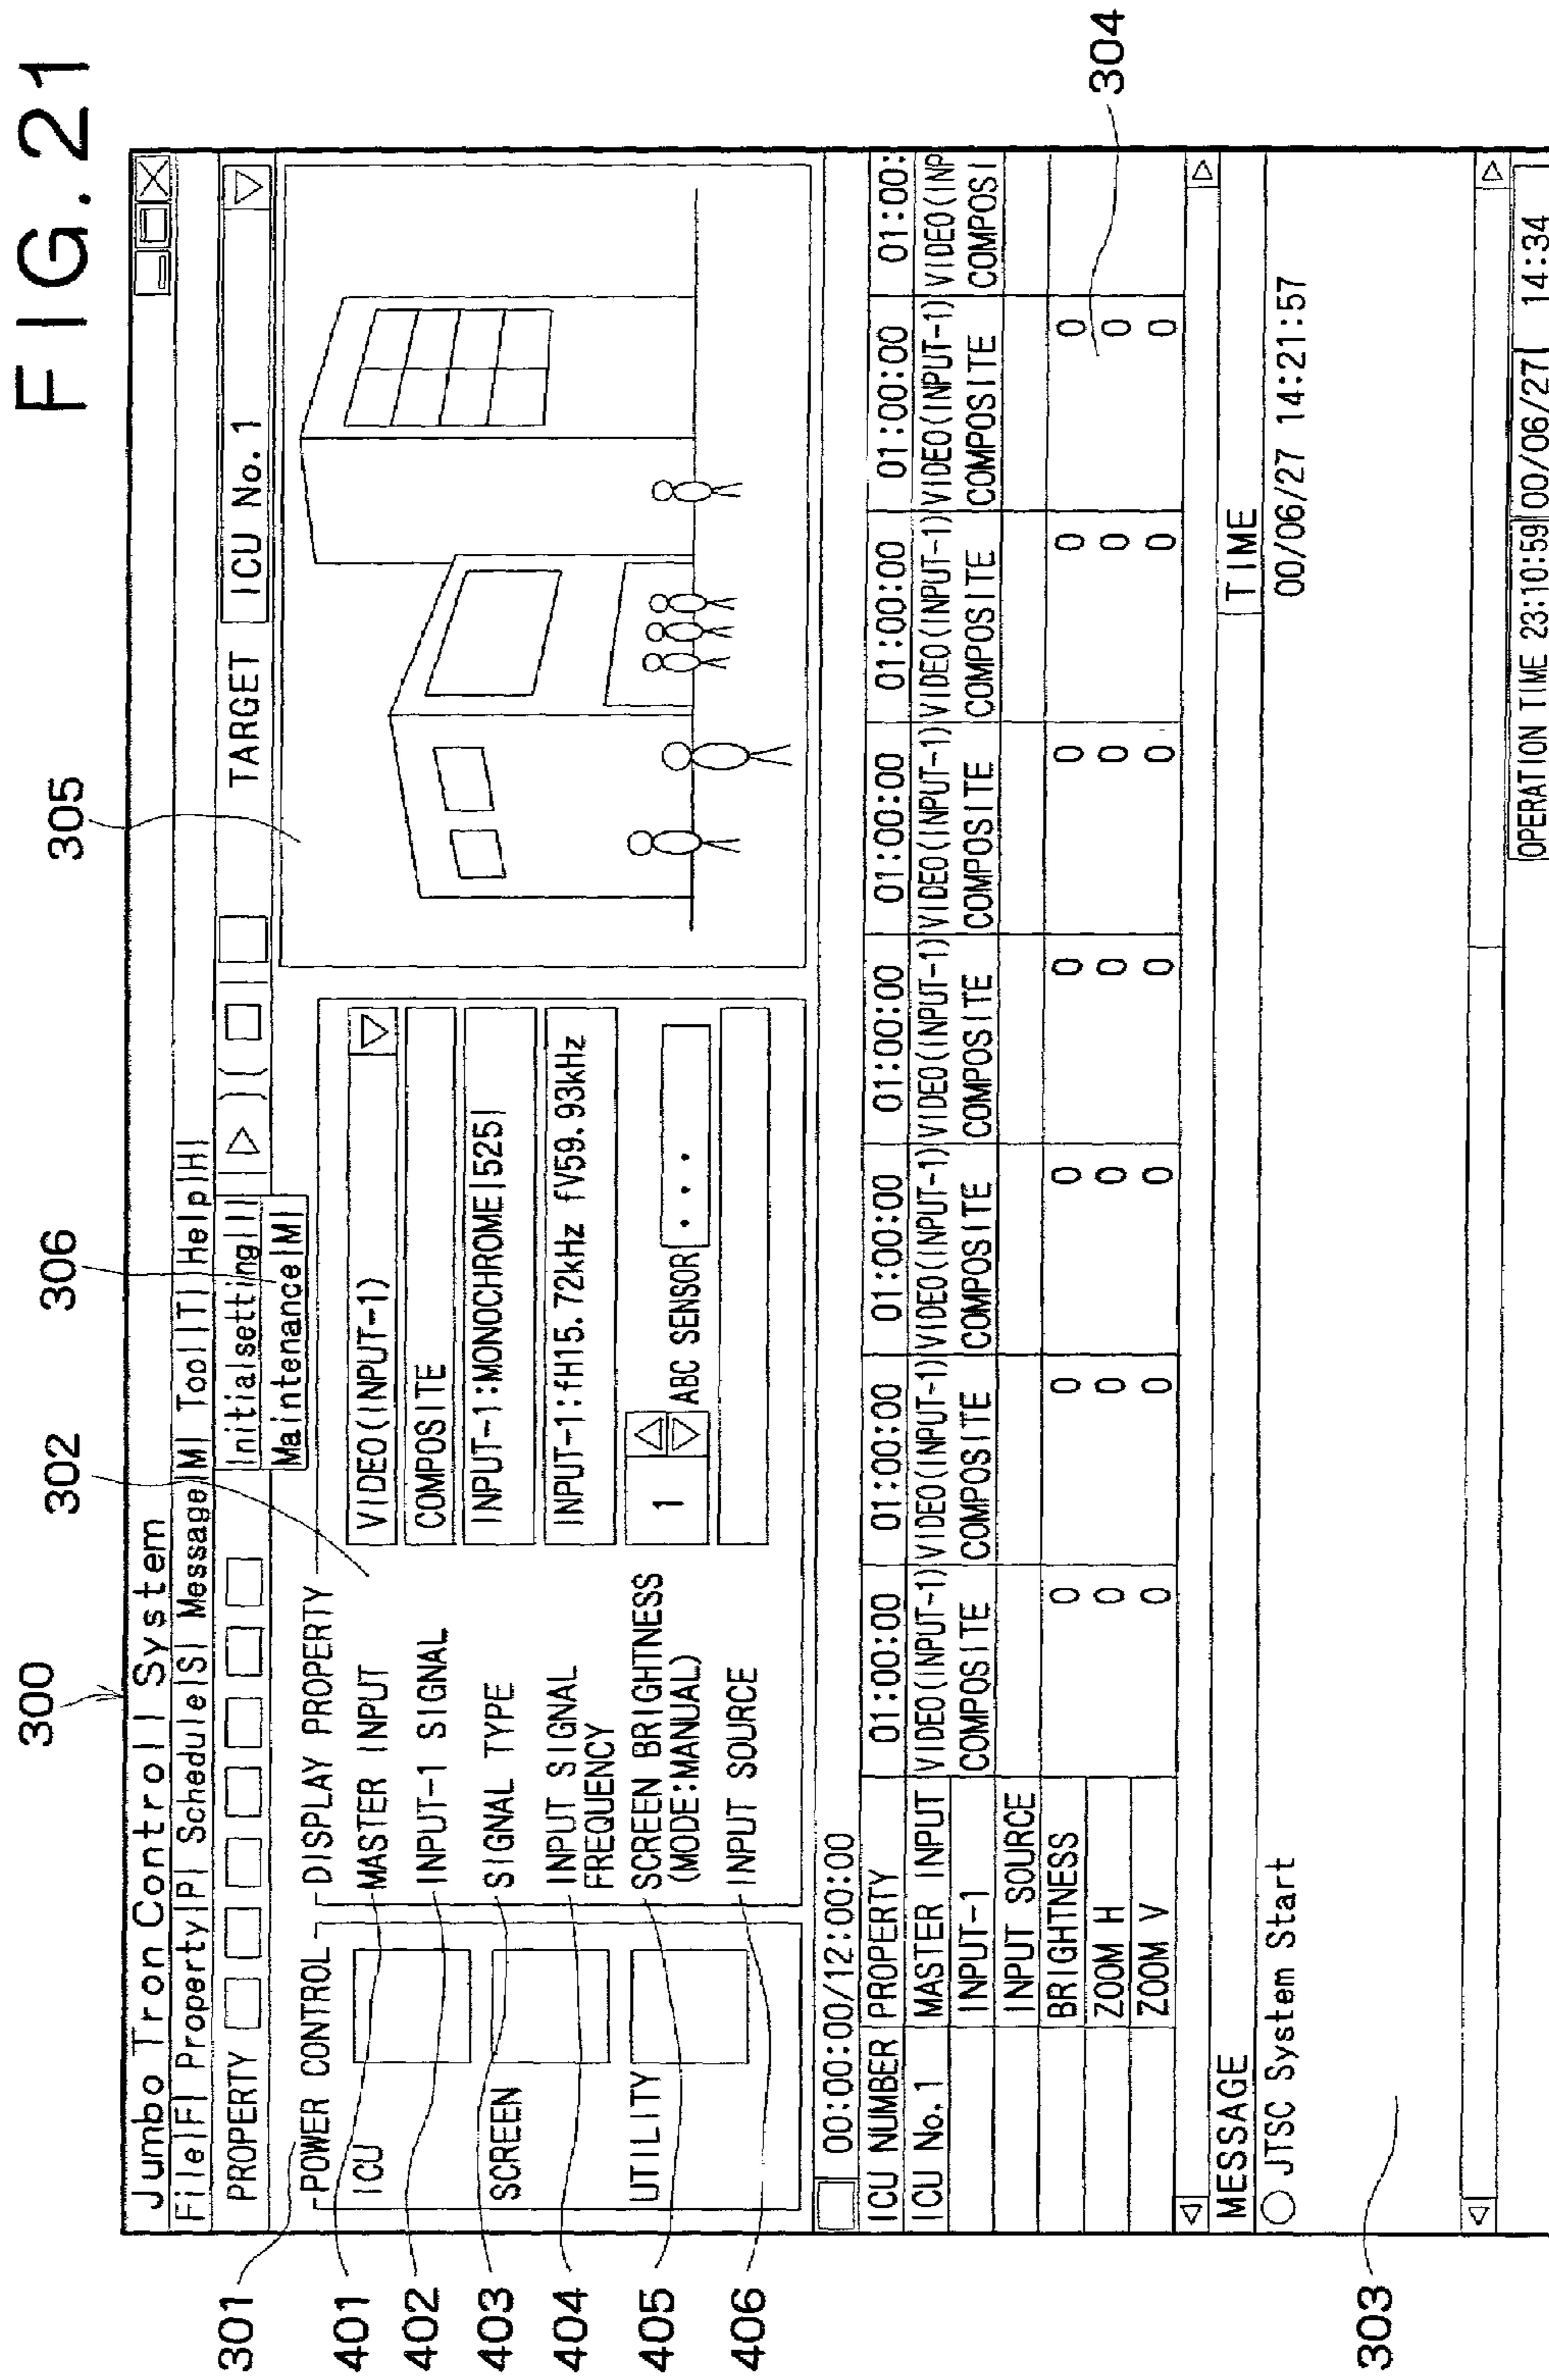 FIG. 21
300
302
306
305
Jumbo Tron Controll System
File|F| Property|P| Schedule|S| Message|M| Tool|T| Help|H|
PROPERTY
Initialsetting|I|
Maintenance|M|
TARGET ICU No. 1
301
POWER CONTROL
ICU
SCREEN
UTILITY
DISPLAY PROPERTY
401
MASTER INPUT VIDEO(INPUT-1)
402
INPUT-1 SIGNAL COMPOSITE
403
SIGNAL TYPE INPUT-1:MONOCHROME|525|
404
INPUT SIGNAL FREQUENCY INPUT-1:fH15.72kHz fV59.93kHz
405
SCREEN BRIGHTNESS (MODE:MANUAL) 1 ABC SENSOR ...
406
INPUT SOURCE
00:00:00/12:00:00
ICU NUMBER PROPERTY 01:00:00 01:00:00 01:00:00 01:00:00 01:00:00 01:00:00 01:00:00 01:00:
ICU No. 1 MASTER INPUT VIDEO(INPUT-1) VIDEO(INPUT-1) VIDEO(INPUT-1) VIDEO(INPUT-1) VIDEO(INPUT-1) VIDEO(INPUT-1) VIDEO(INPUT-1) VIDEO(INP
INPUT-1 COMPOSITE COMPOSITE COMPOSITE COMPOSITE COMPOSITE COMPOSITE COMPOSITE COMPOSI
INPUT SOURCE
BRIGHTNESS 0 0 0 0 0 0 0
ZOOM H 0 0 0 0 0 0 0
ZOOM V 0 0 0 0 0 0 0
304
MESSAGE TIME
JTSC System Start 00/06/27 14:21:57
303
OPERATION TIME 23:10:59 00/06/27 14:34